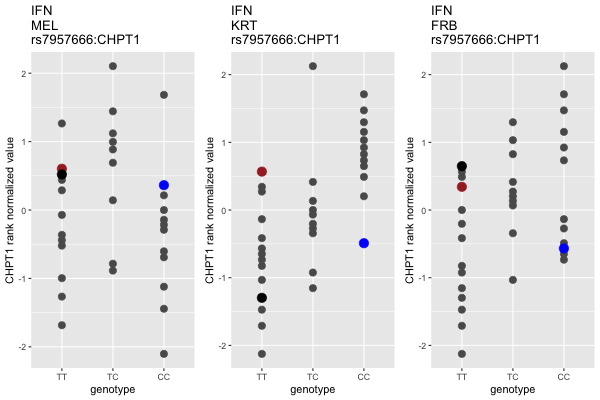 IFN
MEL
rs7957666:CHPT1
CHPT1 rank normalized value
2
1
0
-1
-2
TT
TC
CC
genotype
IFN
KRT
rs7957666:CHPT1
CHPT1 rank normalized value
2
1
0
-1
-2
TT
TC
CC
genotype
IFN
FRB
rs7957666:CHPT1
CHPT1 rank normalized value
2
1
0
-1
-2
TT
TC
CC
genotype